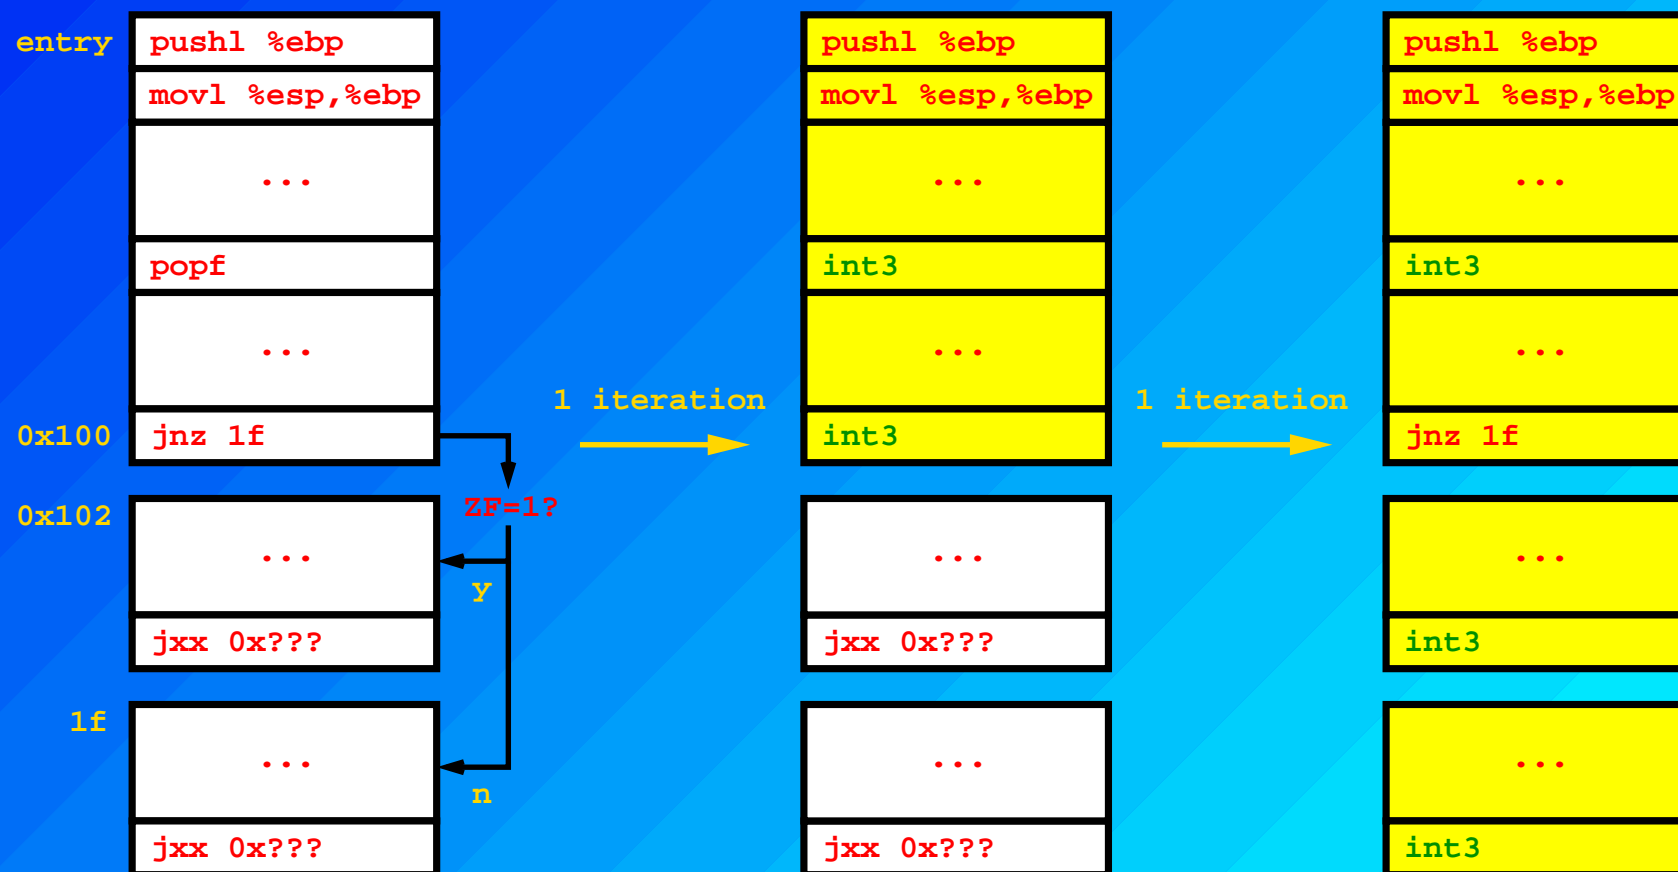 entry pushl %ebp pushl %ebp pushl %ebp
movl %esp,%ebp movl %esp,%ebp movl %esp,%ebp
... ... ...
popf int3 int3
... ... ...
1 iteration 1 iteration
0x100 jnz 1f int3 jnz 1f
0x102 ZF=1?
... ... ...
y
jxx 0x??? jxx 0x??? int3
1f
... ... ...
n
jxx 0x??? jxx 0x??? int3